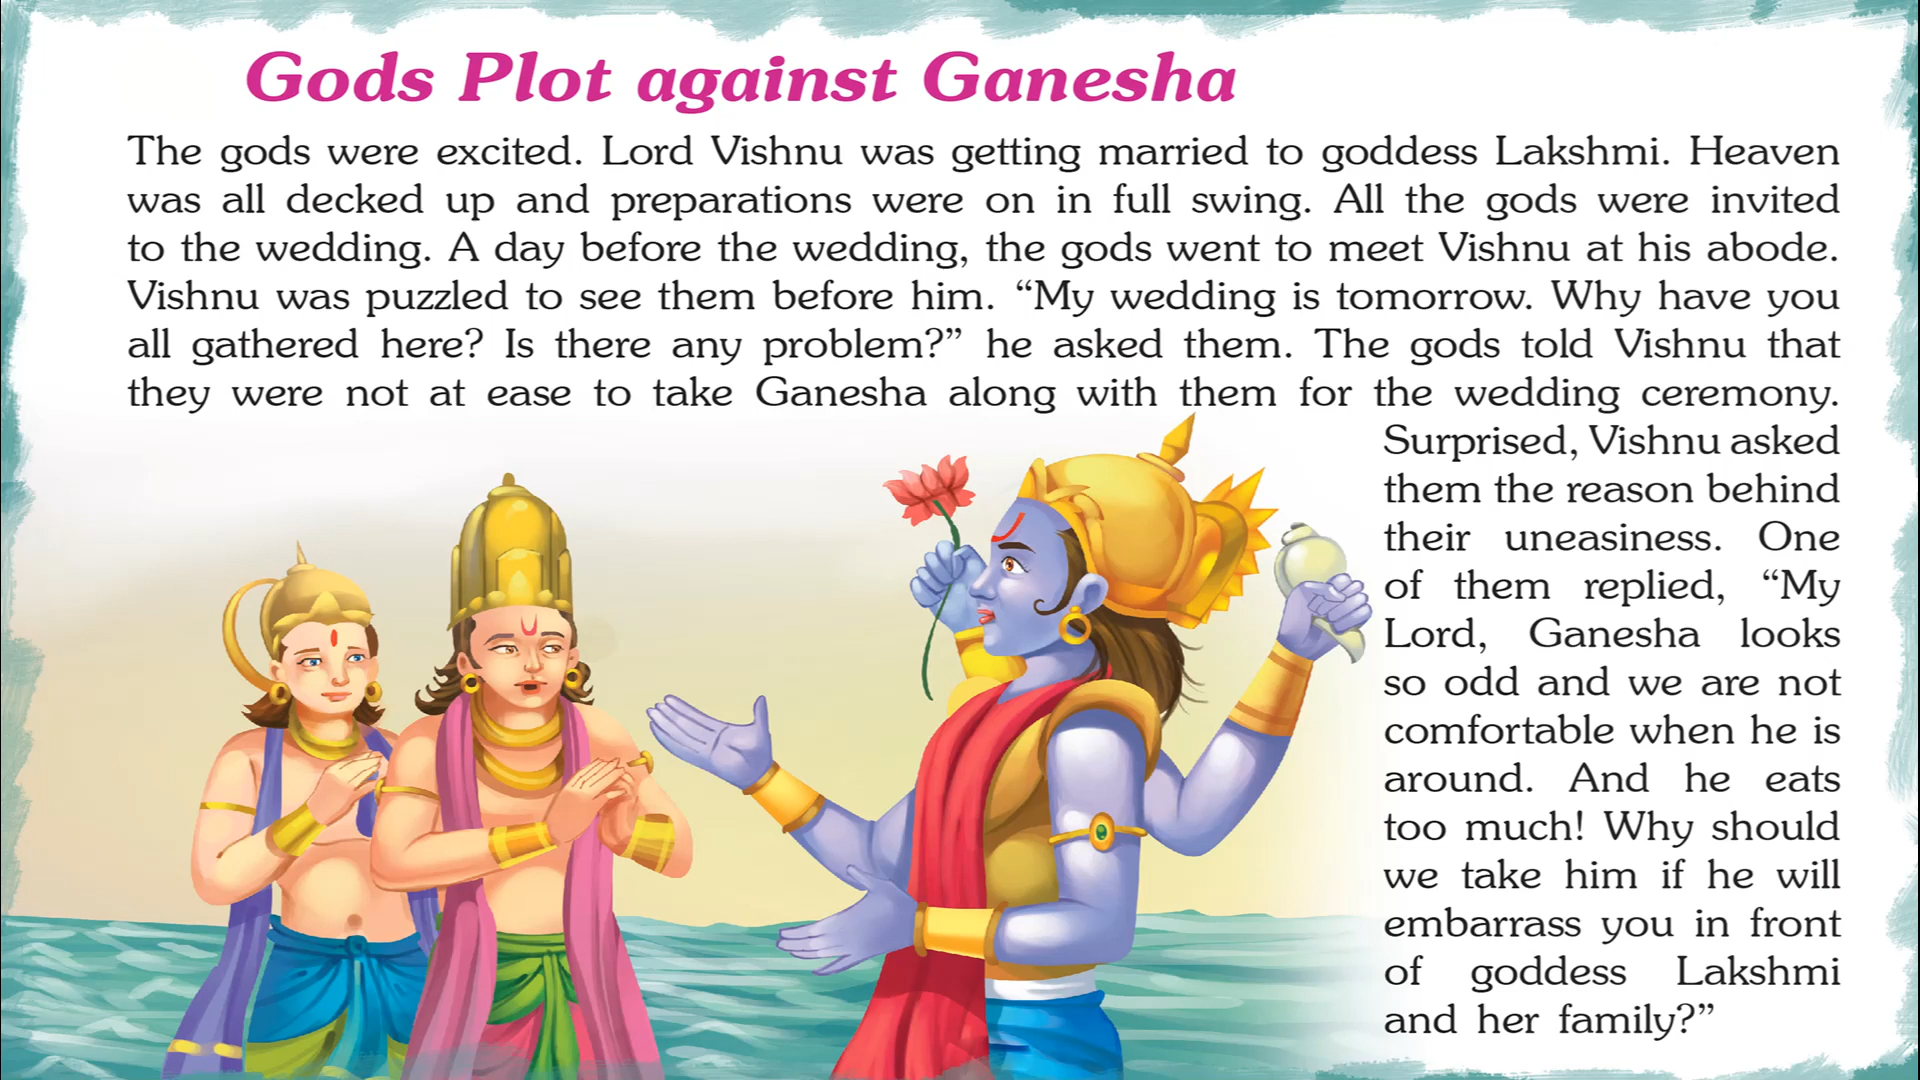 Gods Plot against Ganesha
The gods were excited. Lord Vishnu was getting married to goddess Lakshmi. Heaven
was all decked up and preparations were on in full swing. All the gods were invited
to the wedding. A day before the wedding, the gods went to meet Vishnu at his abode.
Vishnu was puzzled to see them before him. “My wedding is tomorrow. Why have you
all gathered here? Is there any problem?” he asked them. The gods told Vishnu that
they were not at ease to take Ganesha along with them for the wedding ceremony.
Surprised, Vishnu asked
them the reason behind
their uneasiness. One
of them replied, “My
Lord, Ganesha looks
so odd and we are not
comfortable when he is
around. And he eats
too much! Why should
we take him if he will
embarrass you in front
of goddess Lakshmi
and her family?”